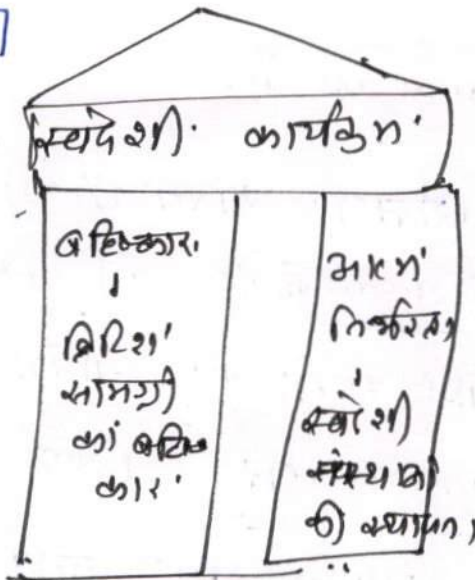 स्वदेशी कार्यक्रम
बहिष्कार
ब्रिटिश
सामग्री
का बहिष
कार
आत्म
निर्भरता
स्वदेशी
संस्थाओं
की स्थापना